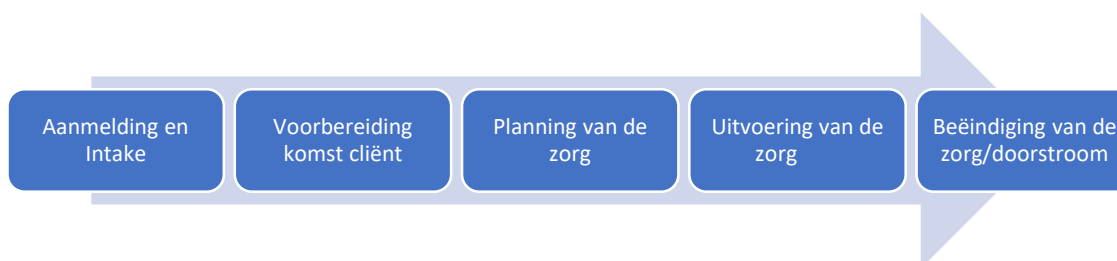 Aanmelding en
Intake
Voorbereiding
komst cliënt
Planning van de
zorg
Uitvoering van de
zorg
Beëindiging van de
zorg/doorstroom